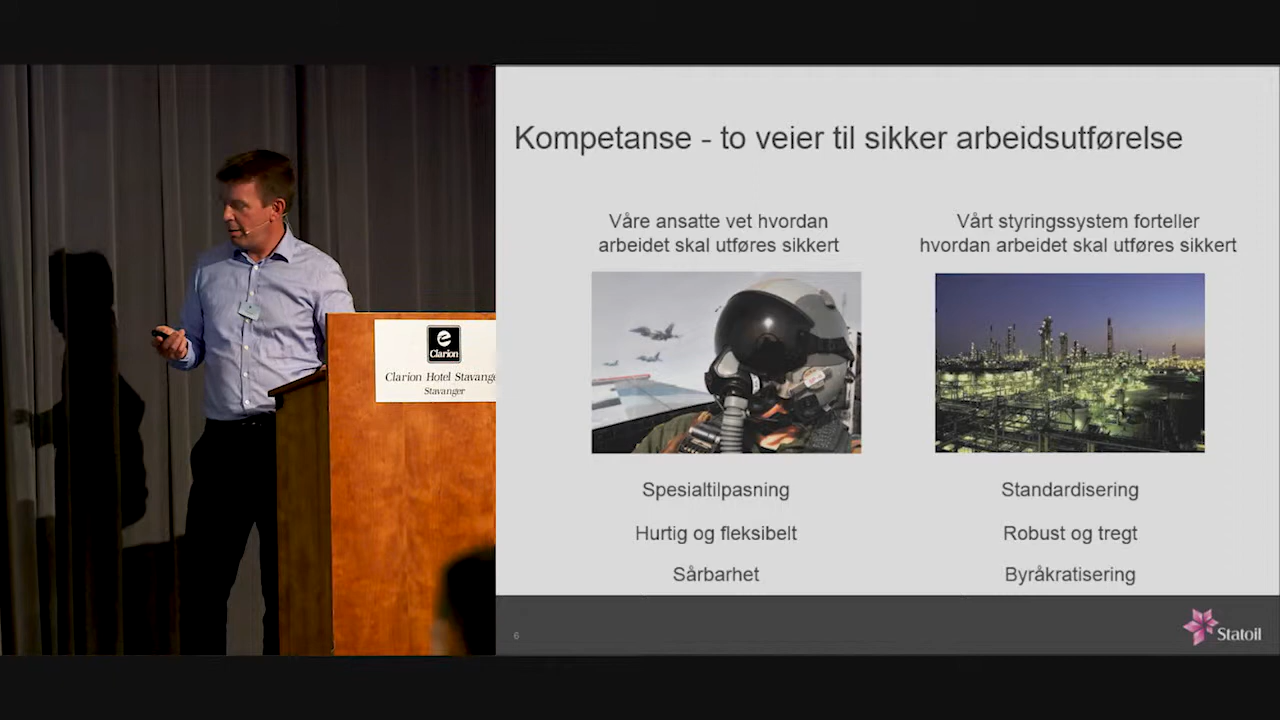 Kompetanse - to veier til sikker arbeidsutførelse
Våre ansatte vet hvordan
arbeidet skal utføres sikkert
Vårt styringssystem forteller
hvordan arbeidet skal utføres sikkert
Spesialtilpasning
Hurtig og fleksibelt
Sårbarhet
Standardisering
Robust og tregt
Byråkratisering
6
Statoil
e
Clarion
Clarion Hotel Stavange
Stavanger